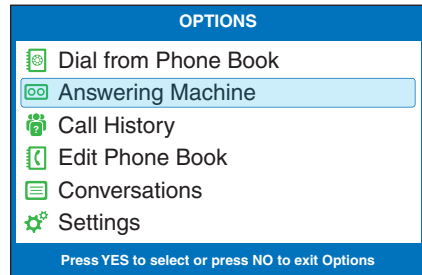 OPTIONS
Dial from Phone Book
Answering Machine
Call History
Edit Phone Book
Conversations
Settings
Press YES to select or press NO to exit Options